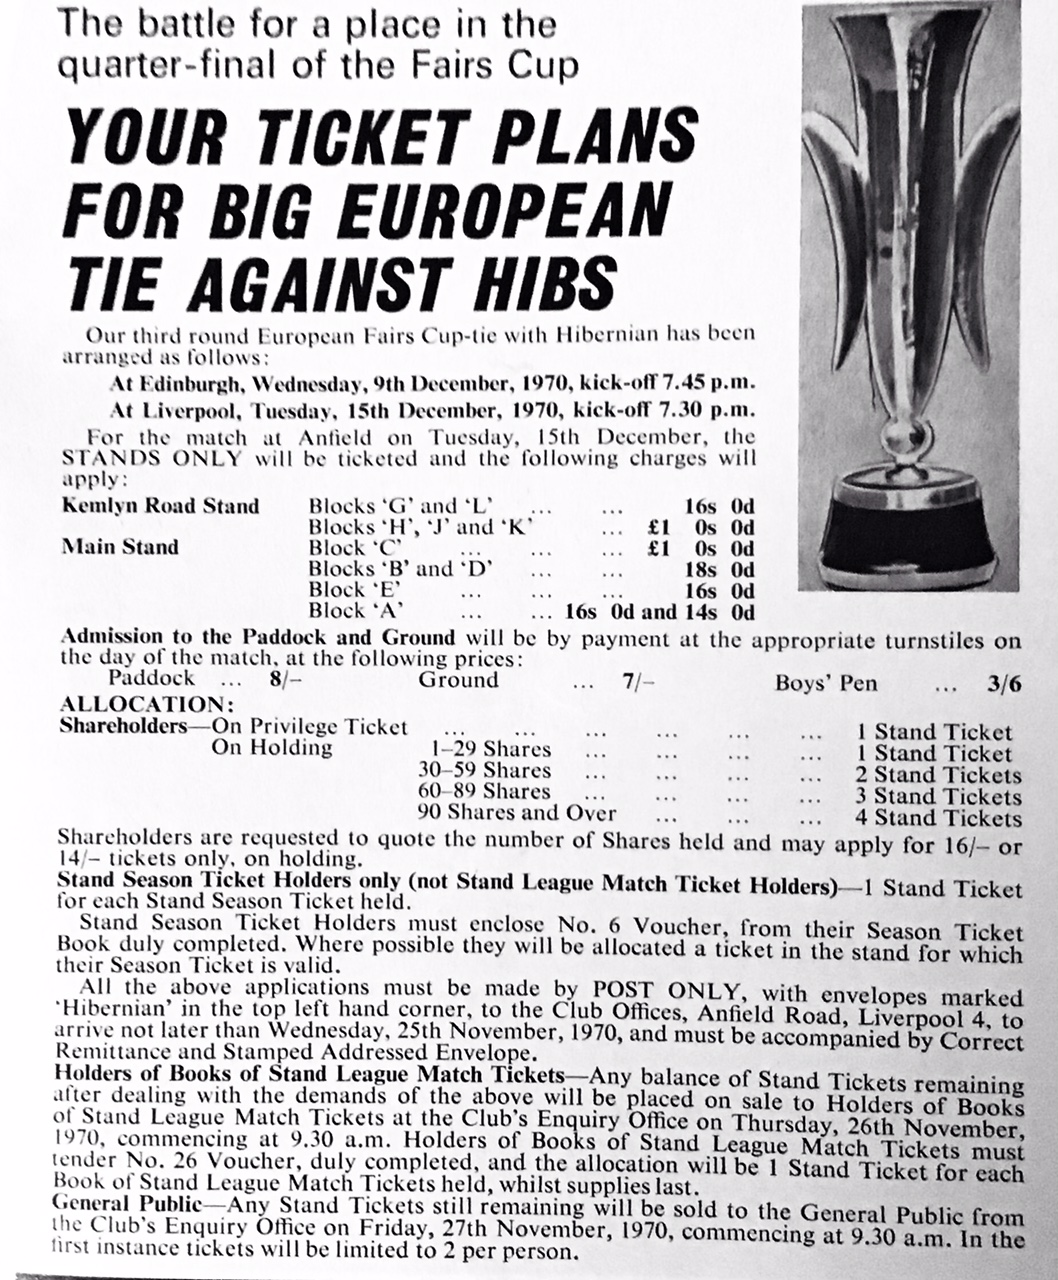 The battle for a place in the
quarter-final of the Fairs Cup
YOUR TICKET PLANS
FOR BIG EUROPEAN
TIE AGAINST HIBS
Our third round European Fairs Cup-tie with Hibernian has been
arranged as follows:
At Edinburgh, Wednesday, 9th December, 1970, kick-off 7.45 p.m.
At Liverpool, Tuesday, 15th December, 1970, kick-off 7.30 p.m.
For the match at Anfield on Tuesday, 15th December, the
STANDS ONLY will be ticketed and the following charges will
apply:
Kemlyn Road Stand Blocks ‘G’ and ‘L’ ... ... 16s 0d
Blocks ‘H’, ‘J’ and ‘K’ ... £1 0s 0d
Main Stand Block ‘C’ ... ... ... £1 0s 0d
Blocks ‘B’ and ‘D’ ... ... 18s 0d
Block ‘E’ ... ... ... 16s 0d
Block ‘A’ ... ... 16s 0d and 14s 0d
Admission to the Paddock and Ground will be by payment at the appropriate turnstiles on
the day of the match, at the following prices:
Paddock ... 8/– Ground ... 7/– Boys’ Pen ... 3/6
ALLOCATION:
Shareholders—On Privilege Ticket ... ... ... ... ... ... 1 Stand Ticket
On Holding 1–29 Shares ... ... ... ... 1 Stand Ticket
30–59 Shares ... ... ... ... 2 Stand Tickets
60–89 Shares ... ... ... ... 3 Stand Tickets
90 Shares and Over ... ... ... 4 Stand Tickets
Shareholders are requested to quote the number of Shares held and may apply for 16/– or
14/– tickets only, on holding.
Stand Season Ticket Holders only (not Stand League Match Ticket Holders)—1 Stand Ticket
for each Stand Season Ticket held.
Stand Season Ticket Holders must enclose No. 6 Voucher, from their Season Ticket
Book duly completed. Where possible they will be allocated a ticket in the stand for which
their Season Ticket is valid.
All the above applications must be made by POST ONLY, with envelopes marked
‘Hibernian’ in the top left hand corner, to the Club Offices, Anfield Road, Liverpool 4, to
arrive not later than Wednesday, 25th November, 1970, and must be accompanied by Correct
Remittance and Stamped Addressed Envelope.
Holders of Books of Stand League Match Tickets—Any balance of Stand Tickets remaining
after dealing with the demands of the above will be placed on sale to Holders of Books
of Stand League Match Tickets at the Club’s Enquiry Office on Thursday, 26th November,
1970, commencing at 9.30 a.m. Holders of Books of Stand League Match Tickets must
tender No. 26 Voucher, duly completed, and the allocation will be 1 Stand Ticket for each
Book of Stand League Match Tickets held, whilst supplies last.
General Public—Any Stand Tickets still remaining will be sold to the General Public from
the Club’s Enquiry Office on Friday, 27th November, 1970, commencing at 9.30 a.m. In the
first instance tickets will be limited to 2 per person.